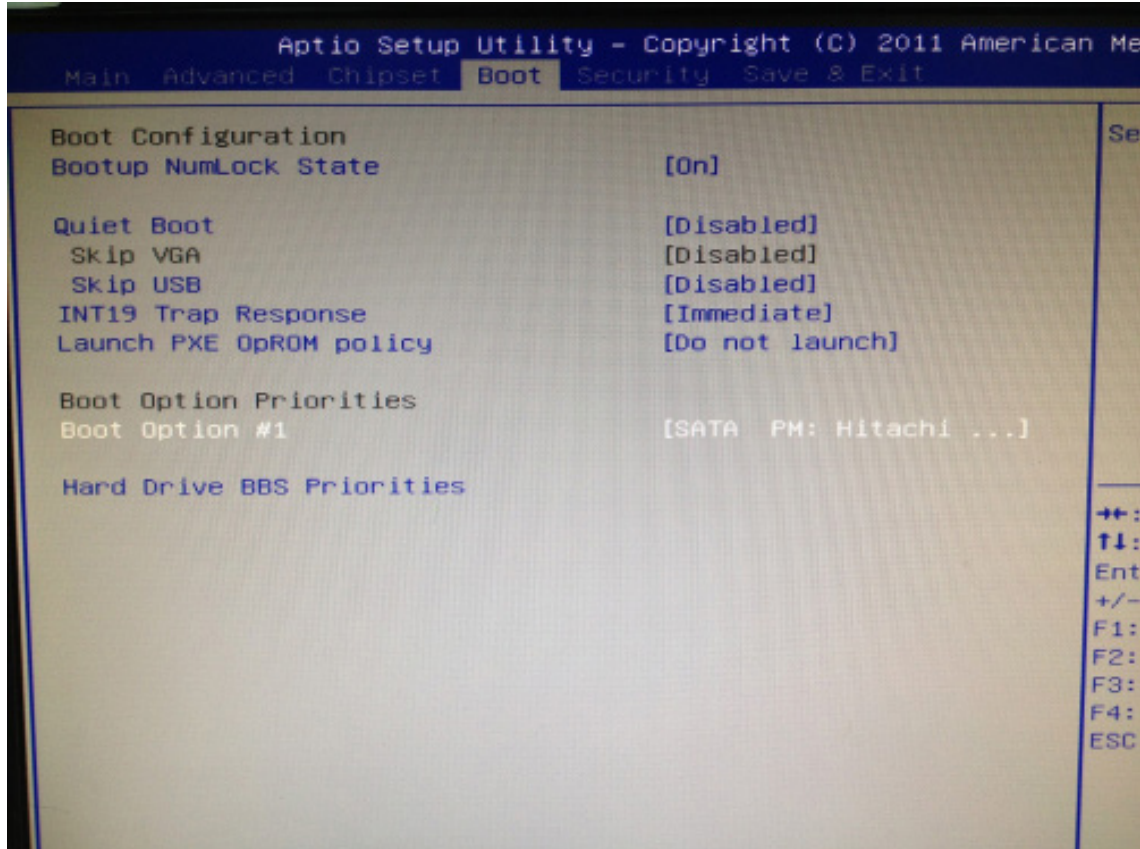 Aptio Setup Utility – Copyright (C) 2011 American Me
Main Advanced Chipset Boot Security Save & Exit
Boot Configuration
Bootup NumLock State [On]
Quiet Boot [Disabled]
Skip VGA [Disabled]
Skip USB [Disabled]
INT19 Trap Response [Immediate]
Launch PXE OpROM policy [Do not launch]
Boot Option Priorities
Boot Option #1 [SATA PM: Hitachi ...]
Hard Drive BBS Priorities
Se
→←:
↑↓:
Ent
+/-
F1:
F2:
F3:
F4:
ESC